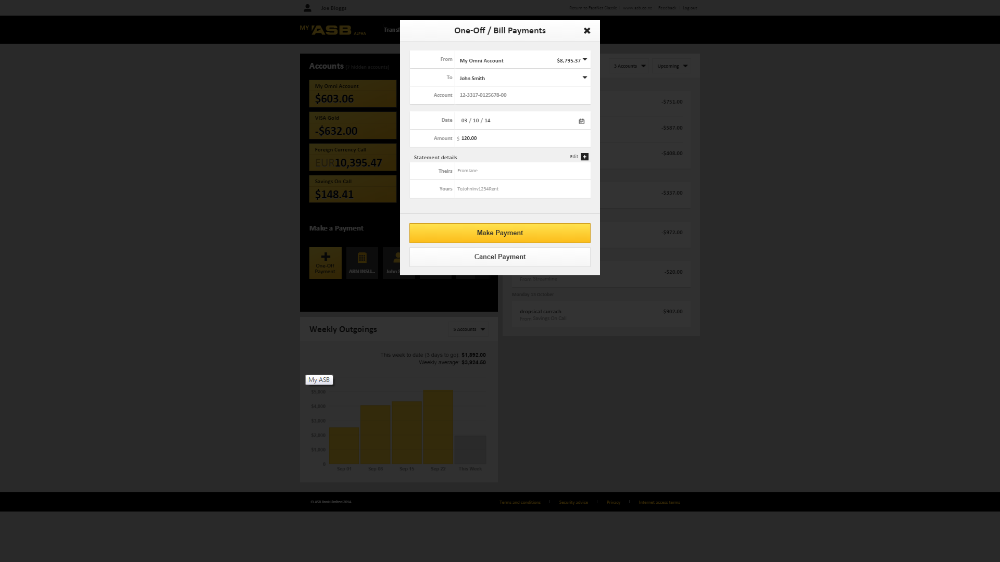 Joe Bloggs
Return to FastNet Classic www.asb.co.nz Feedback Log out
MY ASB ALPHA
One-Off / Bill Payments
Accounts (7 hidden accounts)
My Omni Account
$603.06
VISA Gold
-$632.00
Foreign Currency Call
EUR10,395.47
Savings On Call
$148.41
Make a Payment
One-Off
Payment
ARN INSU...
John S
From My Omni Account $8,795.37
To John Smith
Account 12-3317-0125678-00
Date 03 / 10 / 14
Amount $ 120.00
Statement details Edit
Theirs FromJane
Yours ToJohnInv1234Rent
Make Payment
Cancel Payment
3 Accounts Upcoming
-$751.00
-$587.00
-$408.00
-$337.00
-$972.00
-$20.00
From Streamline
Monday 13 October
dropsical currach -$902.00
From Savings On Call
Weekly Outgoings 5 Accounts
This week to date (3 days to go): $1,892.00
Weekly average: $3,924.50
My ASB
$5,000
$4,000
$3,000
$2,000
$1,000
0
Sep 01 Sep 08 Sep 15 Sep 22 This Week
© ASB Bank Limited 2014
Terms and conditions | Security advice | Privacy | Internet access terms